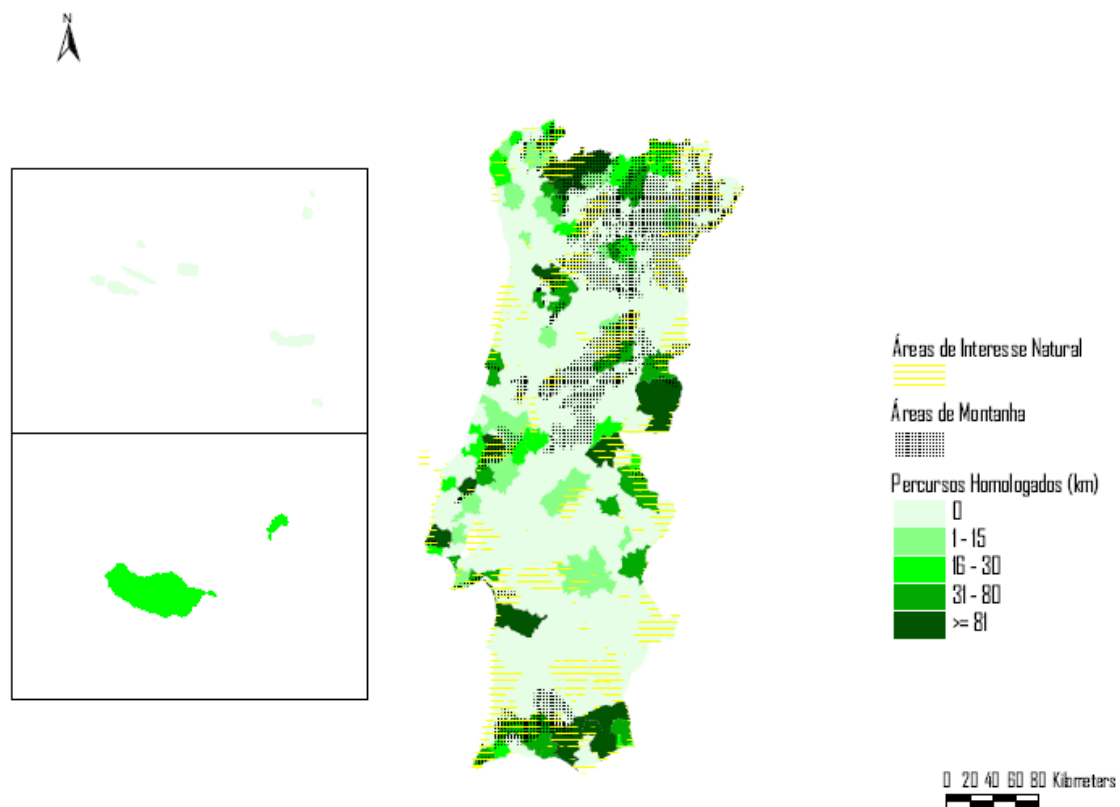 N
Áreas de Interesse Natural
Áreas de Montanha
Percursos Homologados (km)
0
1 - 15
16 - 30
31 - 80
>= 81
0 20 40 60 80 Kilometers